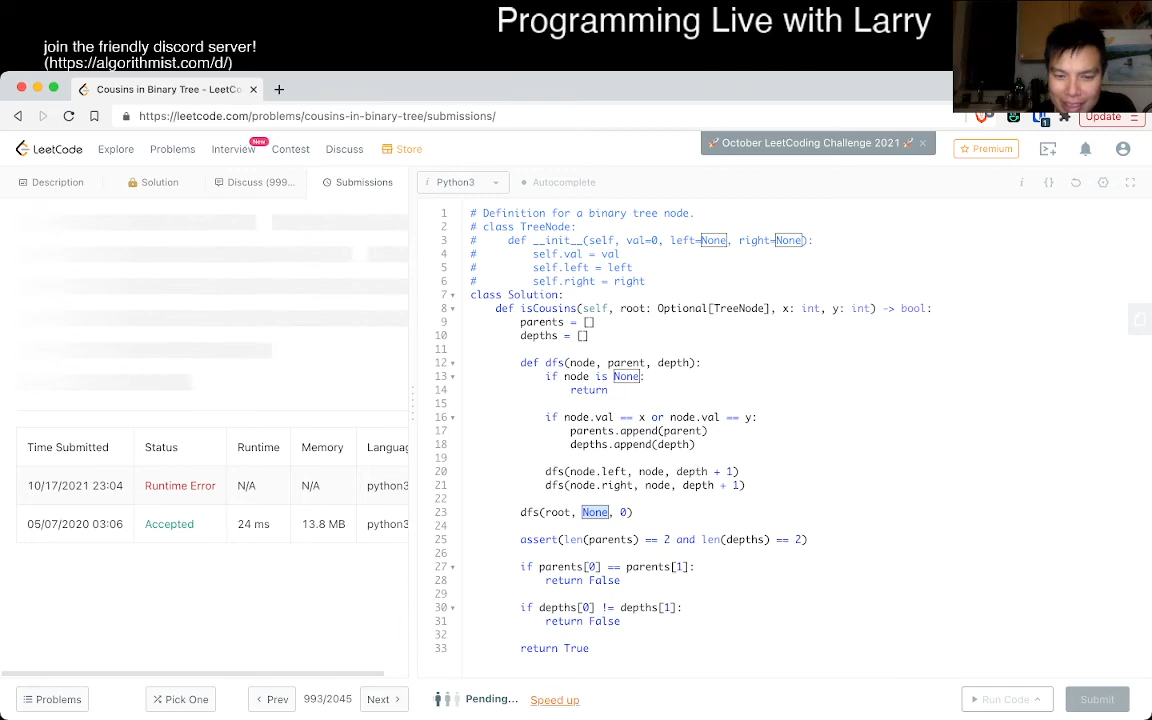 Programming Live with Larry
join the friendly discord server!
(https://algorithmist.com/d/)
Cousins in Binary Tree - LeetCo
https://leetcode.com/problems/cousins-in-binary-tree/submissions/
Update
LeetCode
Explore
Problems
Interview
New
Contest
Discuss
Store
🚀 October LeetCoding Challenge 2021 🚀
Premium
Description
Solution
Discuss (999...
Submissions
i Python3
Autocomplete
1 # Definition for a binary tree node.
2 # class TreeNode:
3 #     def __init__(self, val=0, left=None, right=None):
4 #         self.val = val
5 #         self.left = left
6 #         self.right = right
7 class Solution:
8     def isCousins(self, root: Optional[TreeNode], x: int, y: int) -> bool:
9         parents = []
10         depths = []
11
12         def dfs(node, parent, depth):
13             if node is None:
14                 return
15
16             if node.val == x or node.val == y:
17                 parents.append(parent)
18                 depths.append(depth)
19
20             dfs(node.left, node, depth + 1)
21             dfs(node.right, node, depth + 1)
22
23         dfs(root, None, 0)
24
25         assert(len(parents) == 2 and len(depths) == 2)
26
27         if parents[0] == parents[1]:
28             return False
29
30         if depths[0] != depths[1]:
31             return False
32
33         return True
Time Submitted Status Runtime Memory Languag
10/17/2021 23:04 Runtime Error N/A N/A python3
05/07/2020 03:06 Accepted 24 ms 13.8 MB python3
Problems
Pick One
Prev
993/2045
Next
Pending...
Speed up
Run Code
Submit